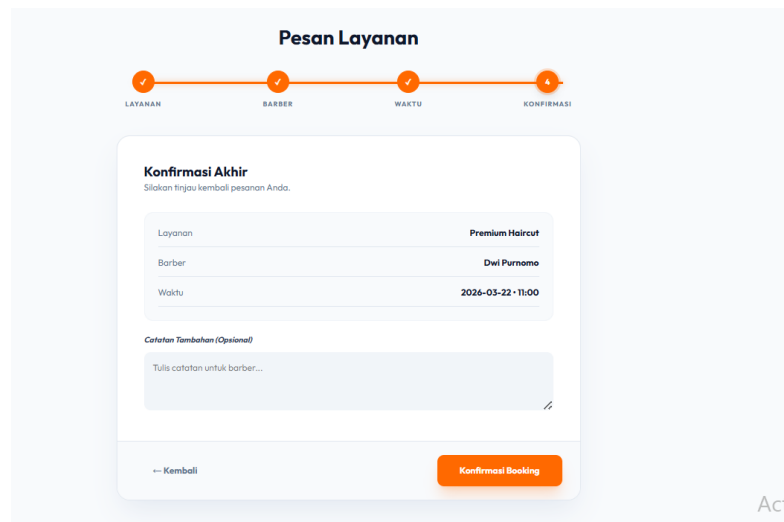 Pesan Layanan
✓ ✓ ✓ 4
LAYANAN BARBER WAKTU KONFIRMASI
Konfirmasi Akhir
Silakan tinjau kembali pesanan Anda.
Layanan Premium Haircut
Barber Dwi Purnomo
Waktu 2026-03-22 • 11:00
Catatan Tambahan (Opsional)
Tulis catatan untuk barber...
← Kembali Konfirmasi Booking